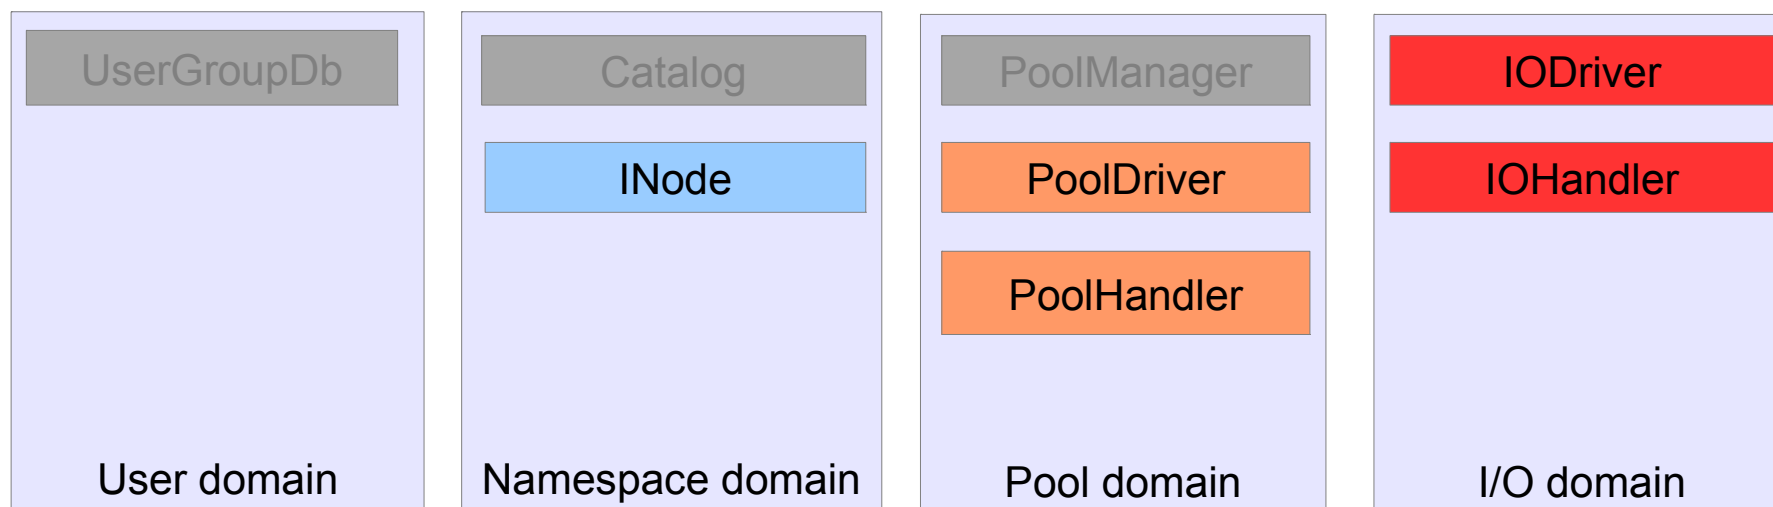 UserGroupDb
Catalog
PoolManager
IODriver
INode
PoolDriver
IOHandler
PoolHandler
User domain
Namespace domain
Pool domain
I/O domain